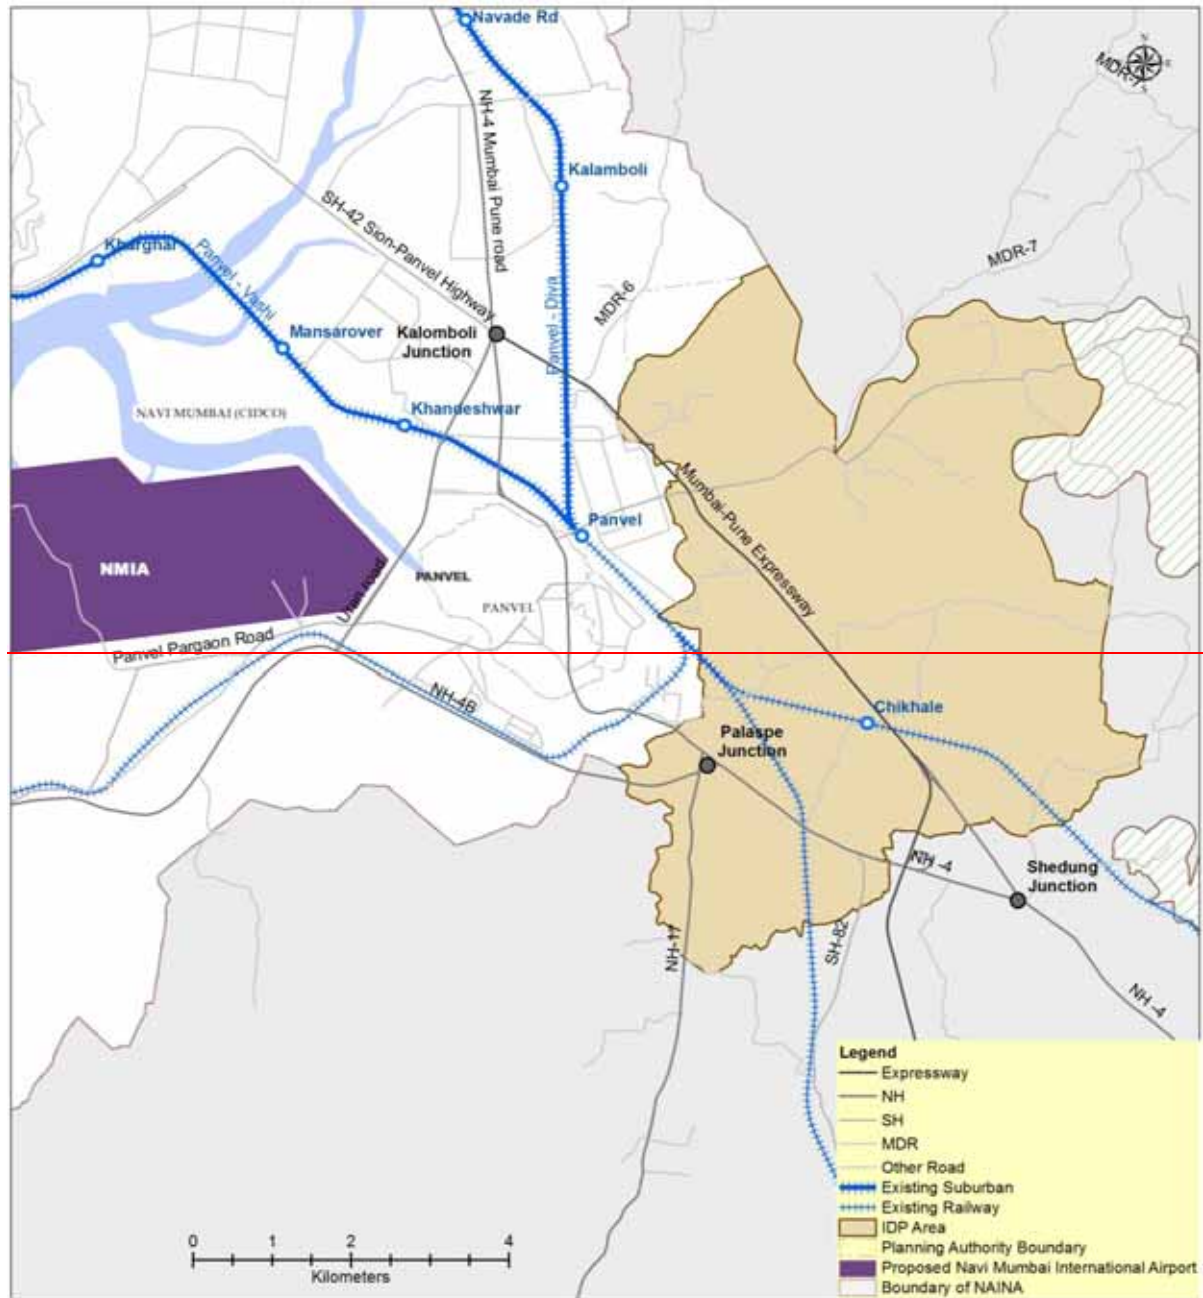 Navade Rd
N
MDR-7
NH-4 Mumbai Pune road
Kalamboli
SH-42 Sion-Panvel Highway
Kharghar
Panvel - Vashi
MDR-7
Panvel - Diva
MDR-6
Mansarover
Kalomboli
Junction
NAVI MUMBAI (CIDCO)
Khandeshwar
Mumbai-Pune Expressway
Panvel
NMIA
PANVEL
PANVEL
Uran road
Panvel Pargaon Road
NH-4B
Chikhale
Palaspe
Junction
NH -4
Shedung
Junction
NH-17
SH-82
NH -4
Legend
Expressway
NH
SH
MDR
Other Road
Existing Suburban
Existing Railway
IDP Area
Planning Authority Boundary
Proposed Navi Mumbai International Airport
Boundary of NAINA
0 1 2 4
Kilometers